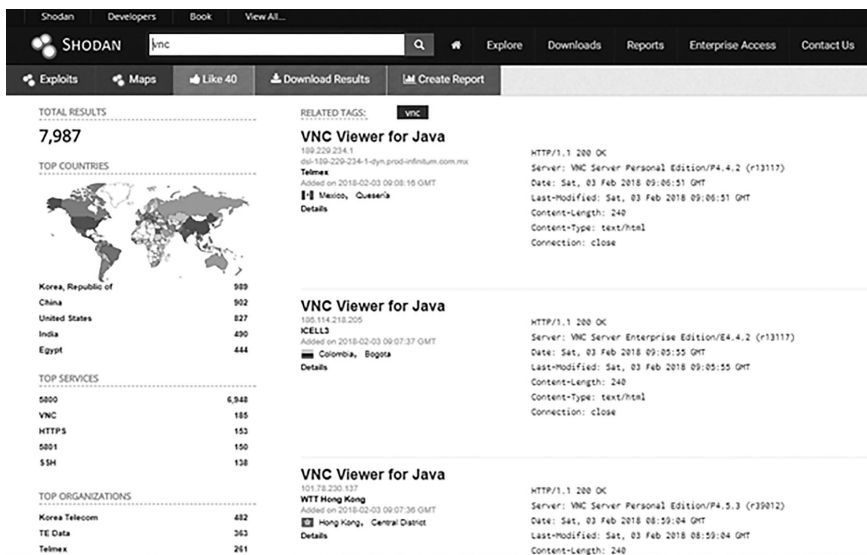 Shodan Developers Book View All...
SHODAN vnc Explore Downloads Reports Enterprise Access Contact Us
Exploits Maps Like 40 Download Results Create Report
TOTAL RESULTS
7,987
TOP COUNTRIES
Korea, Republic of 989
China 902
United States 827
India 490
Egypt 444
TOP SERVICES
5800 6,948
VNC 185
HTTPS 153
5801 150
SSH 138
TOP ORGANIZATIONS
Korea Telecom 482
TE Data 363
Telmex 261
RELATED TAGS: vnc
VNC Viewer for Java
189.229.234.1
dsl-189-229-234-1-dyn.prod-infinitum.com.mx
Telmex
Added on 2018-02-03 09:08:16 GMT
Mexico, Quesería
Details
HTTP/1.1 200 OK
Server: VNC Server Personal Edition/P4.4.2 (r13117)
Date: Sat, 03 Feb 2018 09:06:51 GMT
Last-Modified: Sat, 03 Feb 2018 09:06:51 GMT
Content-Length: 240
Content-Type: text/html
Connection: close
VNC Viewer for Java
186.114.218.205
ICELL3
Added on 2018-02-03 09:07:37 GMT
Colombia, Bogota
Details
HTTP/1.1 200 OK
Server: VNC Server Enterprise Edition/E4.4.2 (r13117)
Date: Sat, 03 Feb 2018 09:05:55 GMT
Last-Modified: Sat, 03 Feb 2018 09:05:55 GMT
Content-Length: 240
Content-Type: text/html
Connection: close
VNC Viewer for Java
101.78.230.137
WTT Hong Kong
Added on 2018-02-03 09:07:36 GMT
Hong Kong, Central District
Details
HTTP/1.1 200 OK
Server: VNC Server Personal Edition/P4.5.3 (r39012)
Date: Sat, 03 Feb 2018 08:59:04 GMT
Last-Modified: Sat, 03 Feb 2018 08:59:04 GMT
Content-Length: 240